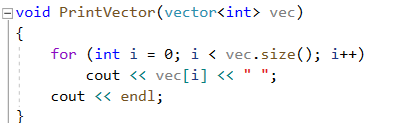 void PrintVector(vector<int> vec)
{
    for (int i = 0; i < vec.size(); i++)
        cout << vec[i] << " ";
    cout << endl;
}